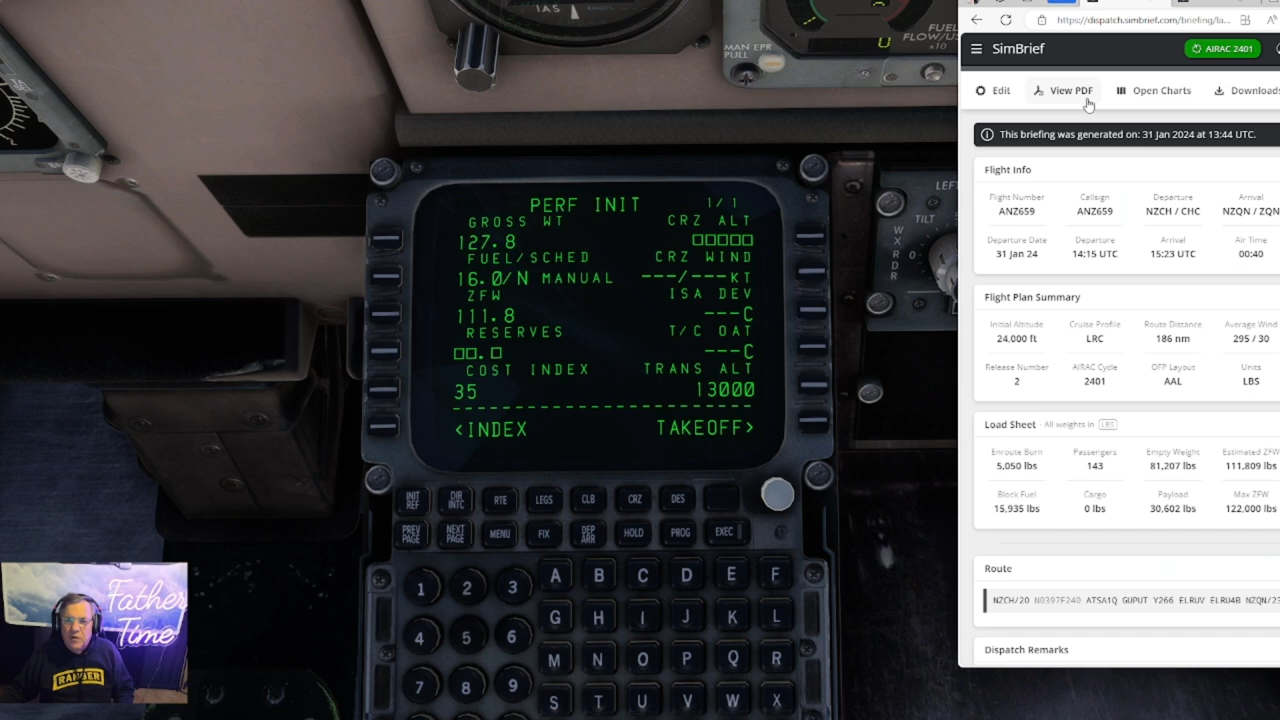 IAS
MAN EPR
PULL
FUEL
FLOW/US
x10
0
LEFT
TILT
WXRDR
0
PERF INIT 1/1
GROSS WT CRZ ALT
127.8 □□□□□
FUEL/SCHED CRZ WIND
16.0/N MANUAL ---/---KT
ZFW ISA DEV
111.8 ---C
RESERVES T/C OAT
□□.□ ---C
COST INDEX TRANS ALT
35 13000
--------------------------------
<INDEX TAKEOFF>
INIT REF DIR INTC RTE LEGS CLB CRZ DES
PREV PAGE NEXT PAGE MENU FIX DEP ARR HOLD PROG EXEC
1 2 3 A B C D E F
4 5 6 G H I J K L
7 8 9 M N O P Q R
S T U V W X
Father
Time
RANGER
https://dispatch.simbrief.com/briefing/la...
SimBrief AIRAC 2401
Edit View PDF Open Charts Downloads
This briefing was generated on: 31 Jan 2024 at 13:44 UTC.
Flight Info
Flight Number Callsign Departure Arrival
ANZ659 ANZ659 NZCH / CHC NZQN / ZQN
Departure Date Departure Arrival Air Time
31 Jan 24 14:15 UTC 15:23 UTC 00:40
Flight Plan Summary
Initial Altitude Cruise Profile Route Distance Average Wind
24,000 ft LRC 186 nm 295 / 30
Release Number AIRAC Cycle OFP Layout Units
2 2401 AAL LBS
Load Sheet - All weights in LBS
Enroute Burn Passengers Empty Weight Estimated ZFW
5,050 lbs 143 81,207 lbs 111,809 lbs
Block Fuel Cargo Payload Max ZFW
15,935 lbs 0 lbs 30,602 lbs 122,000 lbs
Route
NZCH/20 N0397F240 ATSA1Q GUPUT Y266 ELRUV ELRU4B NZQN/23
Dispatch Remarks